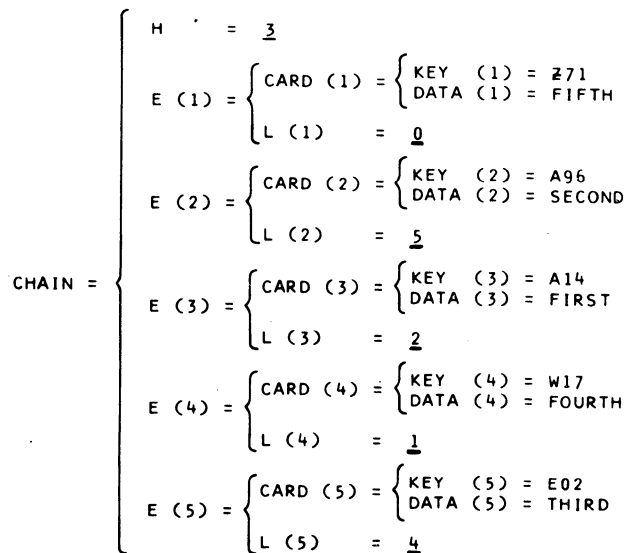 H = 3
CARD (1) = KEY (1) = Z71
DATA (1) = FIFTH
E (1) =
L (1) = 0
CARD (2) = KEY (2) = A96
DATA (2) = SECOND
E (2) =
L (2) = 5
CHAIN =
CARD (3) = KEY (3) = A14
DATA (3) = FIRST
E (3) =
L (3) = 2
CARD (4) = KEY (4) = W17
DATA (4) = FOURTH
E (4) =
L (4) = 1
CARD (5) = KEY (5) = E02
DATA (5) = THIRD
E (5) =
L (5) = 4